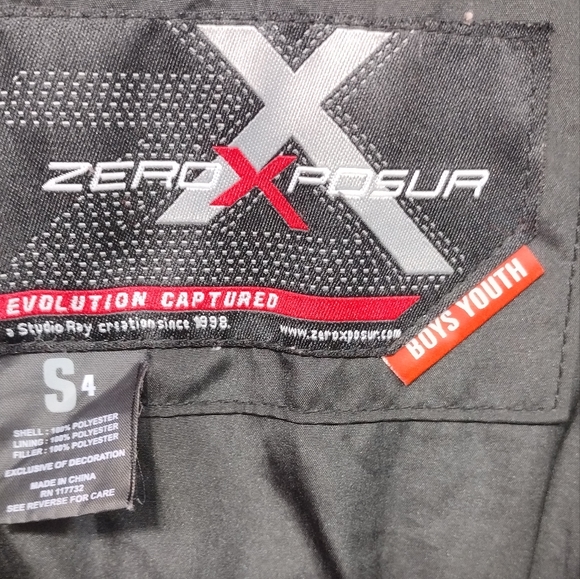 X
ZEROXPOSUR
EVOLUTION CAPTURED
a Studio Ray creation since 1998.
www.zeroxposur.com
BOYS YOUTH
S4
SHELL : 100% POLYESTER
LINING : 100% POLYESTER
FILLER : 100% POLYESTER
EXCLUSIVE OF DECORATION
MADE IN CHINA
RN 117732
SEE REVERSE FOR CARE